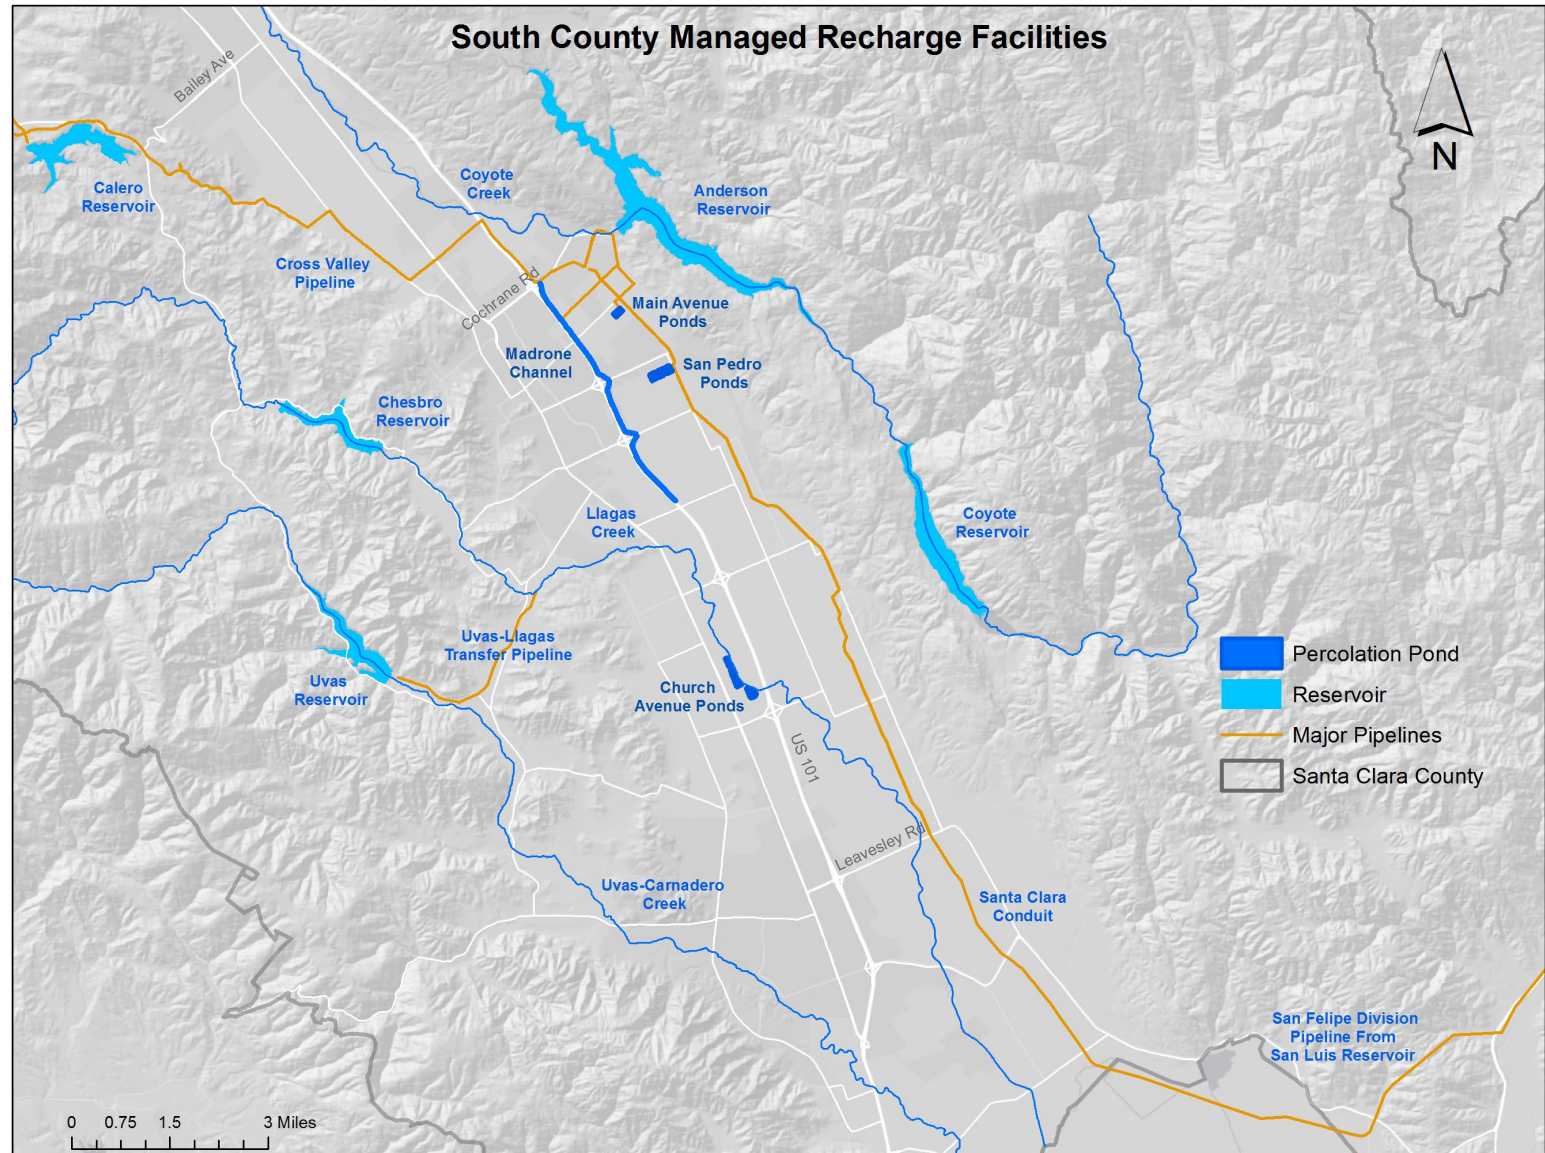 South County Managed Recharge Facilities
Bailey Ave
N
Coyote
Creek
Anderson
Reservoir
Calero
Reservoir
Cross Valley
Pipeline
Cochrane Rd
Main Avenue
Ponds
Madrone
Channel
San Pedro
Ponds
Chesbro
Reservoir
Llagas
Creek
Coyote
Reservoir
Uvas-Llagas
Transfer Pipeline
Uvas
Reservoir
Church
Avenue Ponds
Percolation Pond
Reservoir
Major Pipelines
Santa Clara County
US 101
Leavesley Rd
Uvas-Carnadero
Creek
Santa Clara
Conduit
San Felipe Division
Pipeline From
San Luis Reservoir
0 0.75 1.5 3 Miles